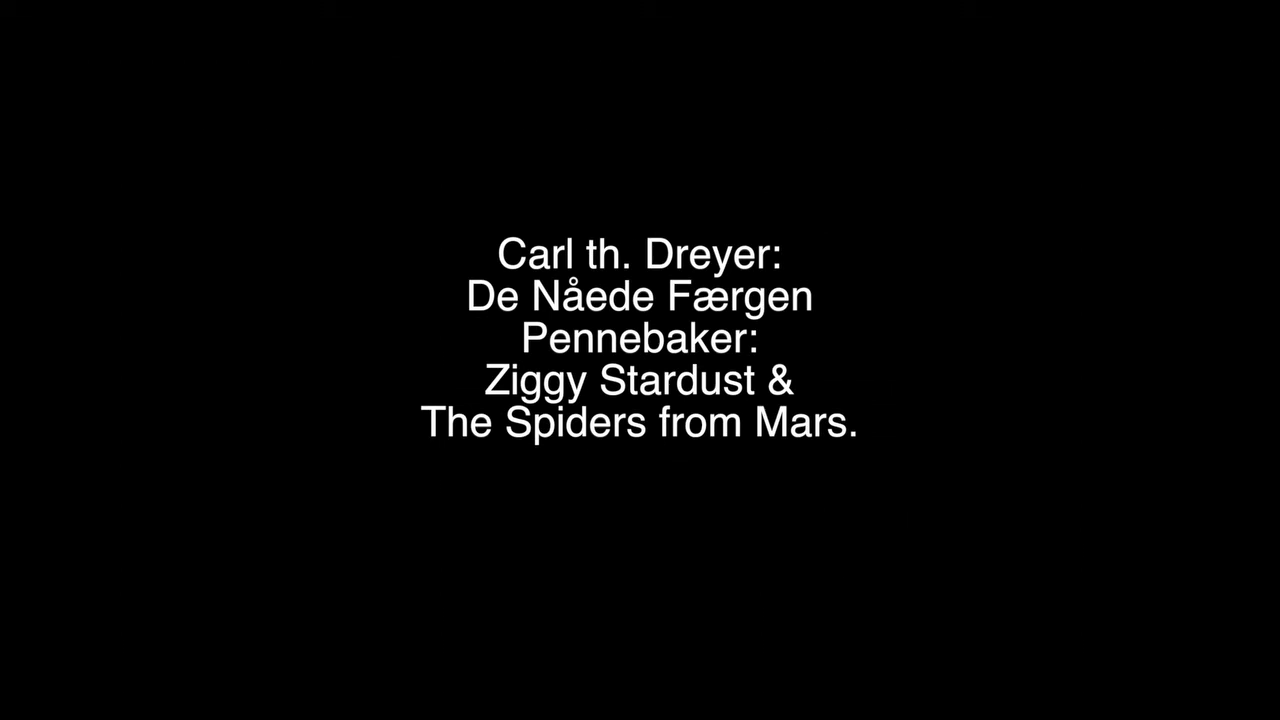 Carl th. Dreyer:
De Nåede Færgen
Pennebaker:
Ziggy Stardust &
The Spiders from Mars.